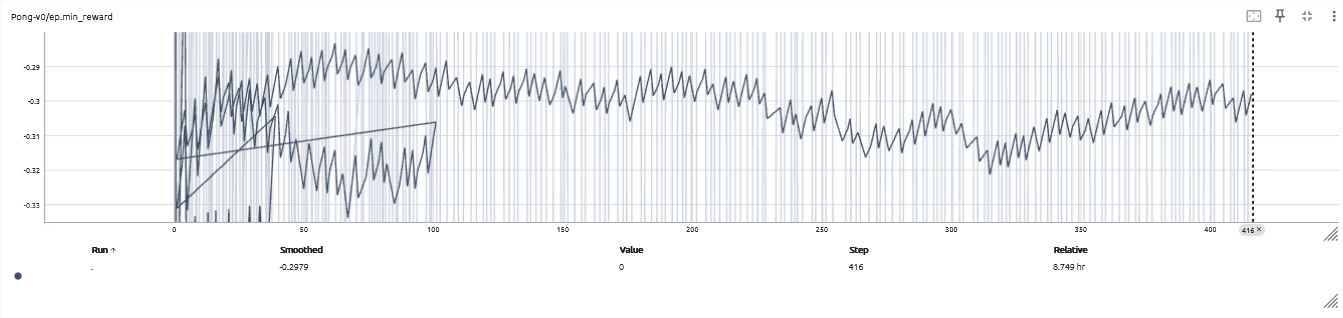 Pong-v0/ep.min_reward
-0.29
-0.3
-0.31
-0.32
-0.33
0 50 100 150 200 250 300 350 400 416 ×
Run ↑ Smoothed Value Step Relative
. -0.2979 0 416 8.749 hr